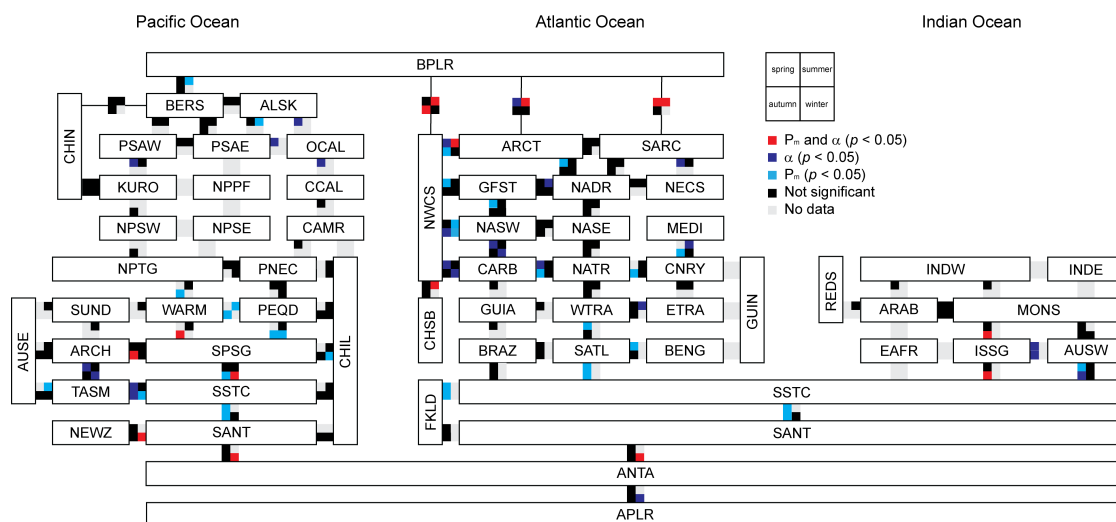 Pacific Ocean
Atlantic Ocean
Indian Ocean
BPLR
spring
summer
autumn
winter
BERS
ALSK
CHIN
PSAW
PSAE
OCAL
ARCT
SARC
Pₘ and α (p < 0.05)
α (p < 0.05)
Pₘ (p < 0.05)
Not significant
No data
KURO
NPPF
CCAL
NWCS
GFST
NADR
NECS
NPSW
NPSE
CAMR
NASW
NASE
MEDI
NPTG
PNEC
CARB
NATR
CNRY
INDW
INDE
REDS
SUND
WARM
PEQD
GUIA
WTRA
ETRA
GUIN
ARAB
MONS
AUSE
CHIL
CHSB
ARCH
SPSG
BRAZ
SATL
BENG
EAFR
ISSG
AUSW
TASM
SSTC
FKLD
SSTC
NEWZ
SANT
SANT
ANTA
APLR